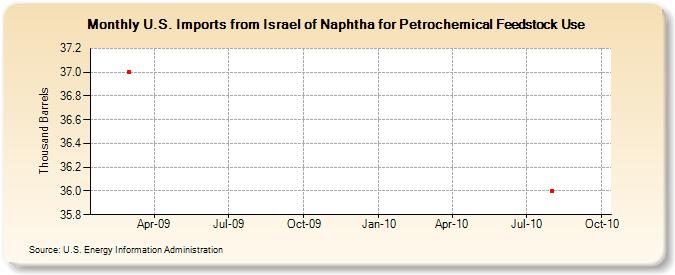 Monthly U.S. Imports from Israel of Naphtha for Petrochemical Feedstock Use
Thousand Barrels
37.2
37.0
36.8
36.6
36.4
36.2
36.0
35.8
Apr-09 Jul-09 Oct-09 Jan-10 Apr-10 Jul-10 Oct-10
Source: U.S. Energy Information Administration